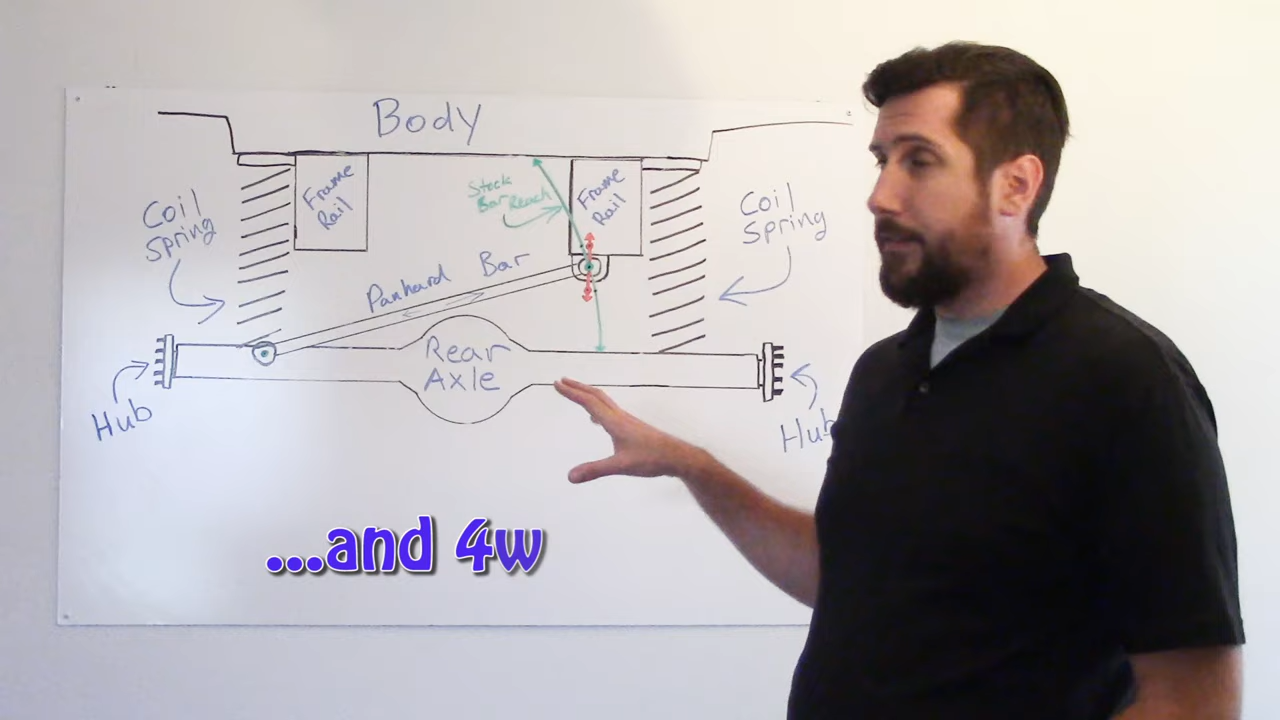 Body
Frame
Rail
Stock
Bar Reach
Frame
Rail
Coil
Spring
Coil
Spring
Panhard Bar
Rear
Axle
Hub
Hub
...and 4w